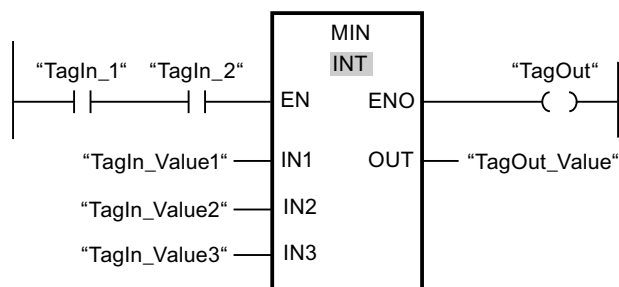 MIN
INT
“TagIn_1“ “TagIn_2“ “TagOut“
EN ENO
“TagIn_Value1“ IN1 OUT “TagOut_Value“
“TagIn_Value2“ IN2
“TagIn_Value3“ IN3